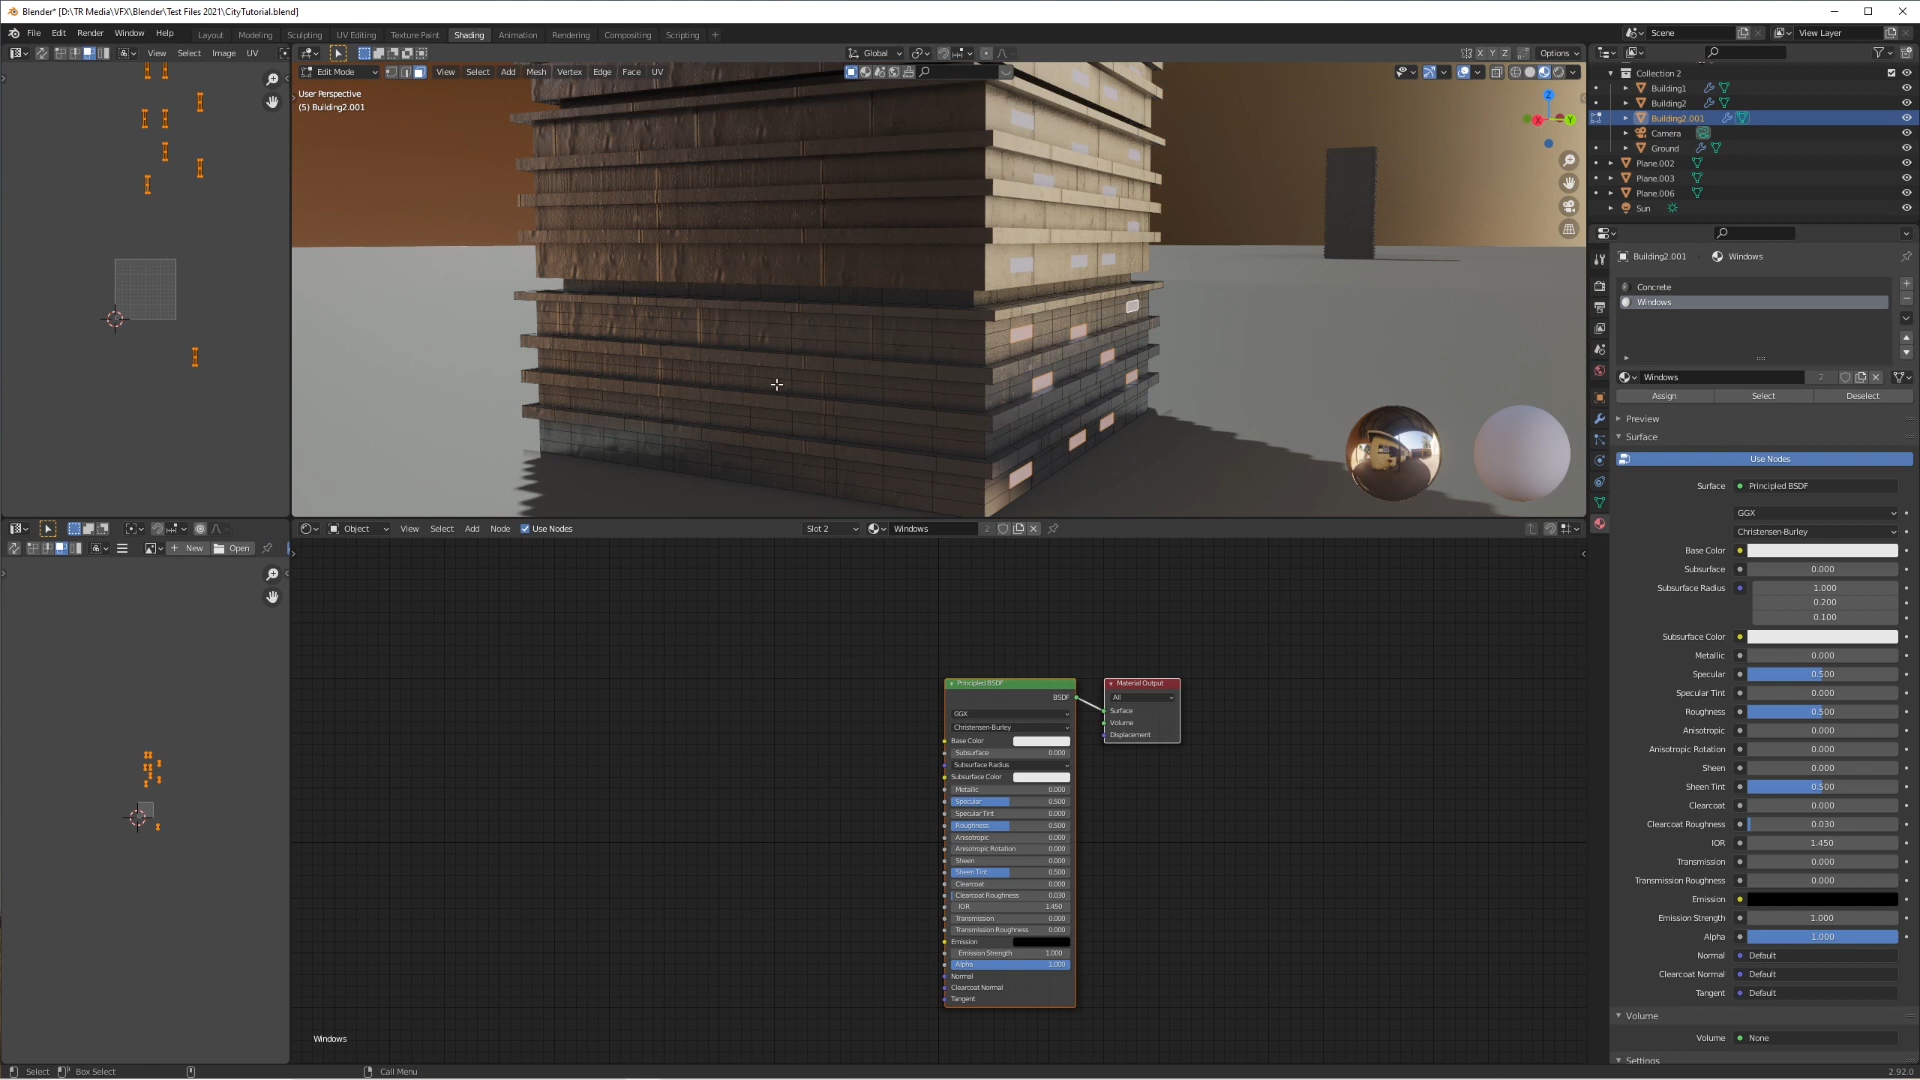 Blender* [D:\TR Media\VFX\Blender\Test Files 2021\CityTutorial.blend]
File Edit Render Window Help Layout Modeling Sculpting UV Editing Texture Paint Shading Animation Rendering Compositing Scripting + Scene View Layer
View Select Image UV Global Options
Edit Mode View Select Add Mesh Vertex Edge Face UV X Y Z
User Perspective
(5) Building2.001
Z
X Y
Collection 2
Building1
Building2
Building2.001
Camera
Ground
Plane.002
Plane.003
Plane.006
Sun
Building2.001 Windows
Concrete
Windows
Windows 2
Assign Select Deselect
Preview
Surface
Use Nodes
Surface Principled BSDF
GGX
Christensen-Burley
Base Color
Subsurface 0.000
Subsurface Radius 1.000
0.200
0.100
Subsurface Color
Metallic 0.000
Specular 0.500
Specular Tint 0.000
Roughness 0.500
Anisotropic 0.000
Anisotropic Rotation 0.000
Sheen 0.000
Sheen Tint 0.500
Clearcoat 0.000
Clearcoat Roughness 0.030
IOR 1.450
Transmission 0.000
Transmission Roughness 0.000
Emission
Emission Strength 1.000
Alpha 1.000
Normal Default
Clearcoat Normal Default
Tangent Default
Volume
Volume None
Settings
Object View Select Add Node Use Nodes Slot 2 Windows 2
New Open
Principled BSDF
BSDF
GGX
Christensen-Burley
Base Color
Subsurface 0.000
Subsurface Radius
Subsurface Color
Metallic 0.000
Specular 0.500
Specular Tint 0.000
Roughness 0.500
Anisotropic 0.000
Anisotropic Rotation 0.000
Sheen 0.000
Sheen Tint 0.500
Clearcoat 0.000
Clearcoat Roughness 0.030
IOR 1.450
Transmission 0.000
Transmission Roughness 0.000
Emission
Emission Strength 1.000
Alpha 1.000
Normal
Clearcoat Normal
Tangent
Material Output
All
Surface
Volume
Displacement
Windows
Select Box Select Call Menu 2.92.0